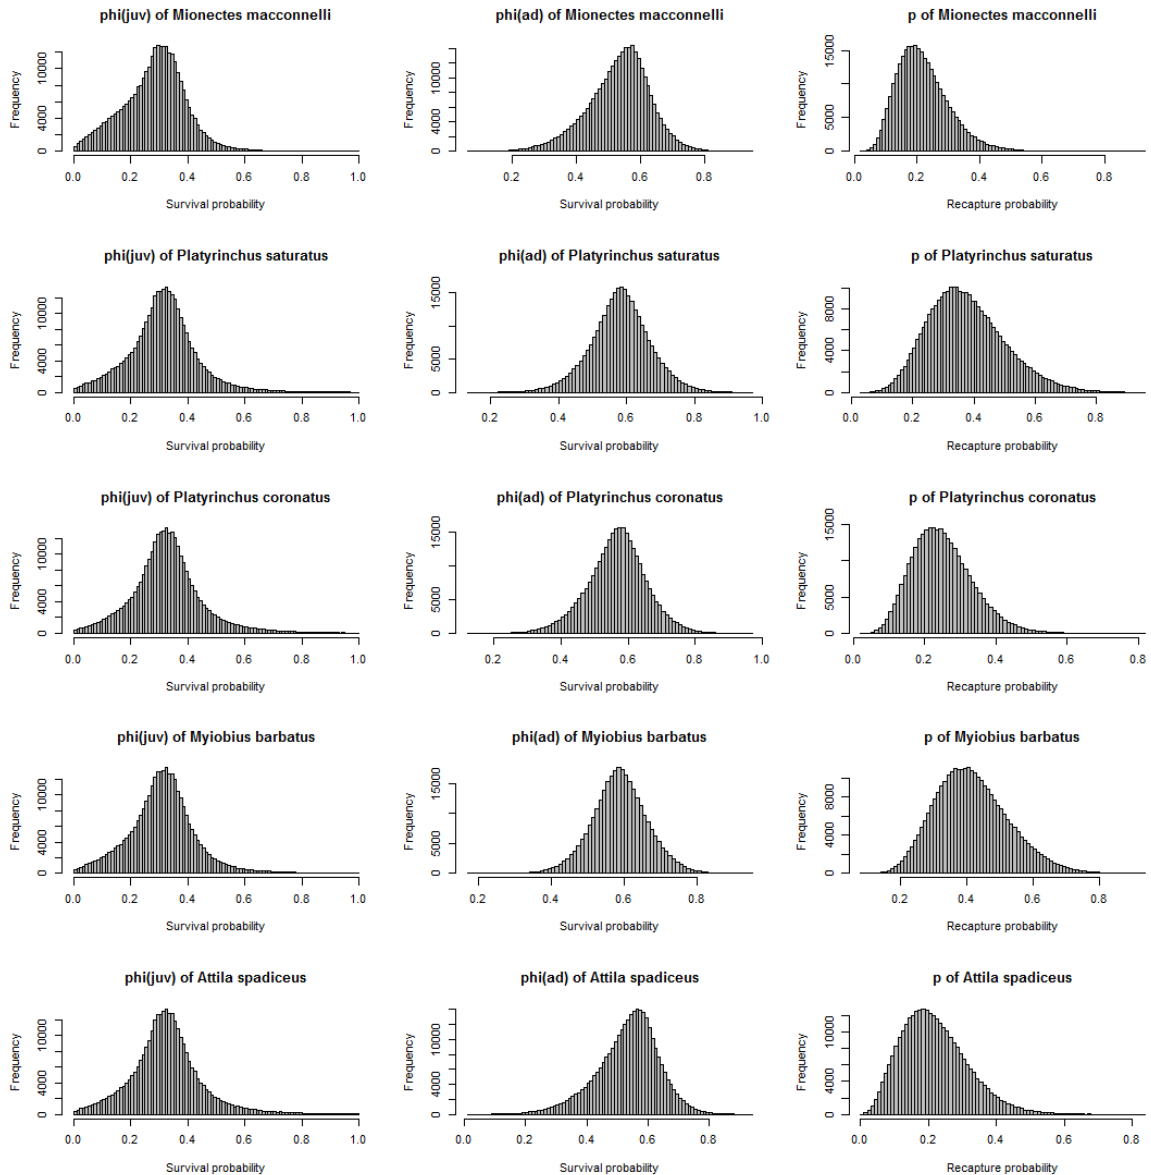 phi(juv) of Mionectes macconnelli
Frequency
0 4000 10000
0.0 0.2 0.4 0.6 0.8 1.0
Survival probability
phi(ad) of Mionectes macconnelli
Frequency
0 4000 10000
0.2 0.4 0.6 0.8
Survival probability
p of Mionectes macconnelli
Frequency
0 5000 15000
0.0 0.2 0.4 0.6 0.8
Recapture probability
phi(juv) of Platyrinchus saturatus
Frequency
0 4000 10000
0.0 0.2 0.4 0.6 0.8 1.0
Survival probability
phi(ad) of Platyrinchus saturatus
Frequency
0 5000 15000
0.2 0.4 0.6 0.8 1.0
Survival probability
p of Platyrinchus saturatus
Frequency
0 4000 8000
0.0 0.2 0.4 0.6 0.8
Recapture probability
phi(juv) of Platyrinchus coronatus
Frequency
0 4000 10000
0.0 0.2 0.4 0.6 0.8 1.0
Survival probability
phi(ad) of Platyrinchus coronatus
Frequency
0 5000 15000
0.2 0.4 0.6 0.8 1.0
Survival probability
p of Platyrinchus coronatus
Frequency
0 5000 15000
0.0 0.2 0.4 0.6 0.8
Recapture probability
phi(juv) of Myiobius barbatus
Frequency
0 4000 10000
0.0 0.2 0.4 0.6 0.8 1.0
Survival probability
phi(ad) of Myiobius barbatus
Frequency
0 5000 15000
0.2 0.4 0.6 0.8
Survival probability
p of Myiobius barbatus
Frequency
0 4000 8000
0.2 0.4 0.6 0.8
Recapture probability
phi(juv) of Attila spadiceus
Frequency
0 4000 10000
0.0 0.2 0.4 0.6 0.8 1.0
Survival probability
phi(ad) of Attila spadiceus
Frequency
0 4000 10000
0.0 0.2 0.4 0.6 0.8
Survival probability
p of Attila spadiceus
Frequency
0 4000 10000
0.0 0.2 0.4 0.6 0.8
Recapture probability